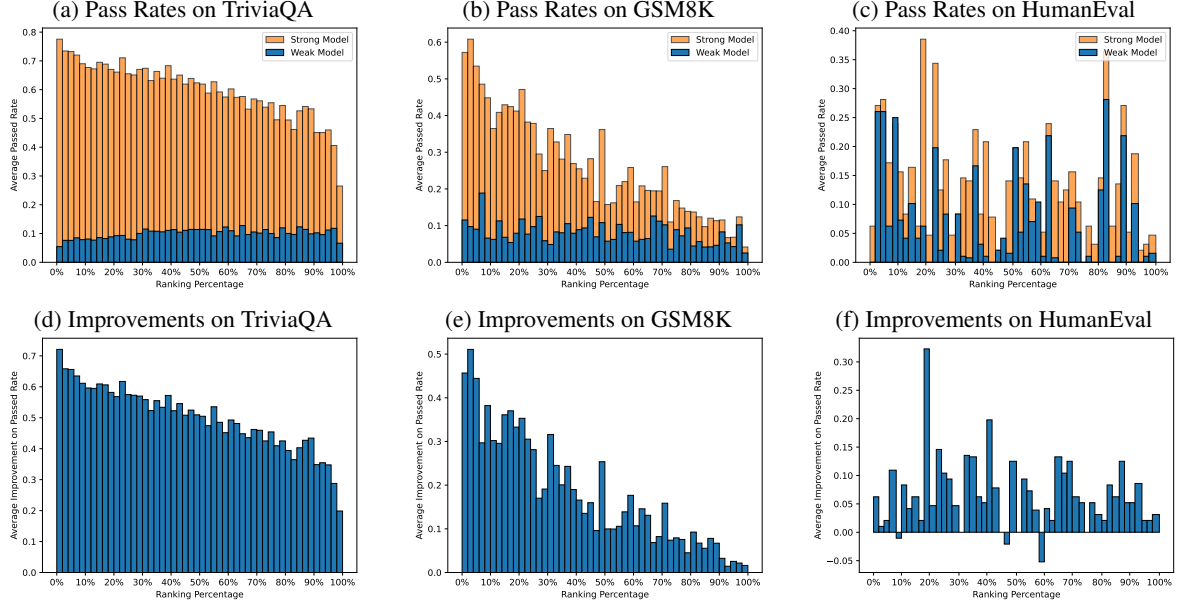 (a) Pass Rates on TriviaQA
0.8
0.7
0.6
0.5
0.4
0.3
0.2
0.1
0.0
Average Passed Rate
Strong Model
Weak Model
0% 10% 20% 30% 40% 50% 60% 70% 80% 90% 100%
Ranking Percentage
(b) Pass Rates on GSM8K
0.6
0.5
0.4
0.3
0.2
0.1
0.0
Average Passed Rate
Strong Model
Weak Model
0% 10% 20% 30% 40% 50% 60% 70% 80% 90% 100%
Ranking Percentage
(c) Pass Rates on HumanEval
0.40
0.35
0.30
0.25
0.20
0.15
0.10
0.05
0.00
Average Passed Rate
Strong Model
Weak Model
0% 10% 20% 30% 40% 50% 60% 70% 80% 90% 100%
Ranking Percentage
(d) Improvements on TriviaQA
0.7
0.6
0.5
0.4
0.3
0.2
0.1
0.0
Average Improvement on Passed Rate
0% 10% 20% 30% 40% 50% 60% 70% 80% 90% 100%
Ranking Percentage
(e) Improvements on GSM8K
0.5
0.4
0.3
0.2
0.1
0.0
Average Improvement on Passed Rate
0% 10% 20% 30% 40% 50% 60% 70% 80% 90% 100%
Ranking Percentage
(f) Improvements on HumanEval
0.30
0.25
0.20
0.15
0.10
0.05
0.00
−0.05
Average Improvement on Passed Rate
0% 10% 20% 30% 40% 50% 60% 70% 80% 90% 100%
Ranking Percentage